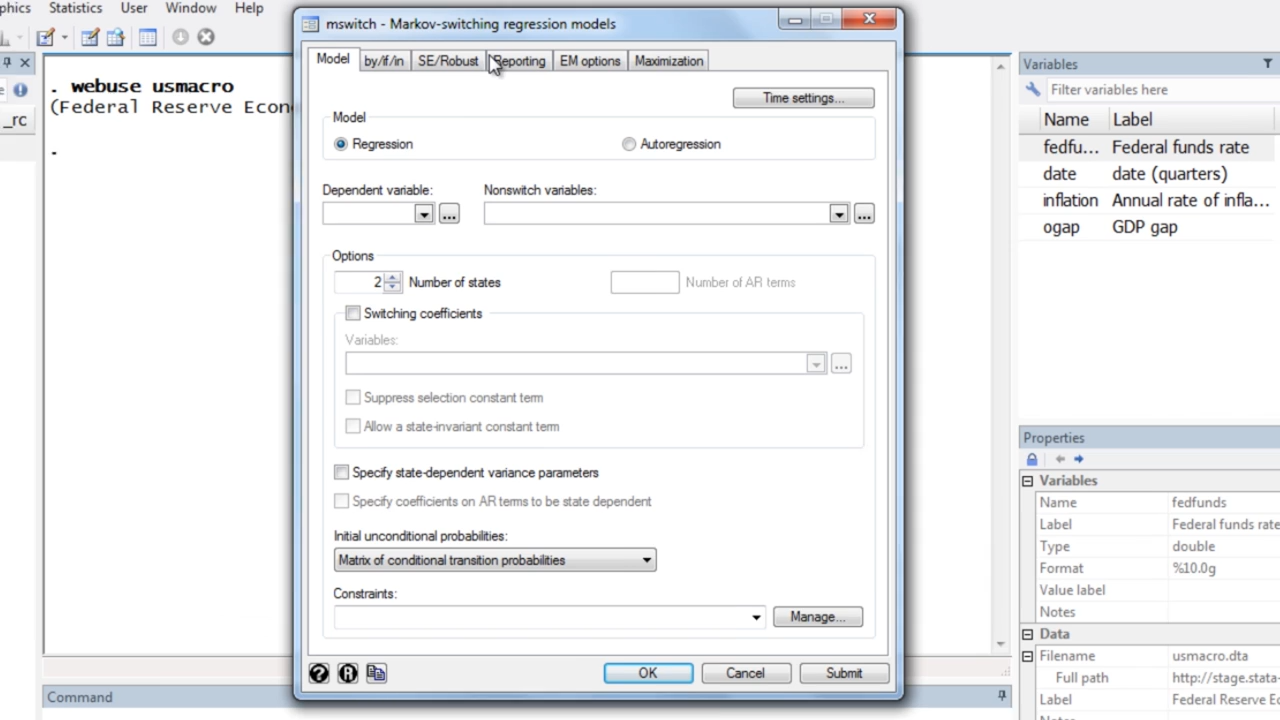 phics Statistics User Window Help
mswitch - Markov-switching regression models
Model by/if/in SE/Robust Reporting EM options Maximization
Time settings...
Model
Regression Autoregression
Dependent variable: Nonswitch variables:
...
...
Options
2 Number of states Number of AR terms
Switching coefficients
Variables:
...
Suppress selection constant term
Allow a state-invariant constant term
Specify state-dependent variance parameters
Specify coefficients on AR terms to be state dependent
Initial unconditional probabilities:
Matrix of conditional transition probabilities
Constraints:
Manage...
? R OK Cancel Submit
e
_rc
. webuse usmacro
(Federal Reserve Econ
.
Command
Variables
Filter variables here
Name Label
fedfu... Federal funds rate
date date (quarters)
inflation Annual rate of infla...
ogap GDP gap
Properties
Variables
Name fedfunds
Label Federal funds rate
Type double
Format %10.0g
Value label
Notes
Data
Filename usmacro.dta
Full path http://stage.stata-
Label Federal Reserve Ec